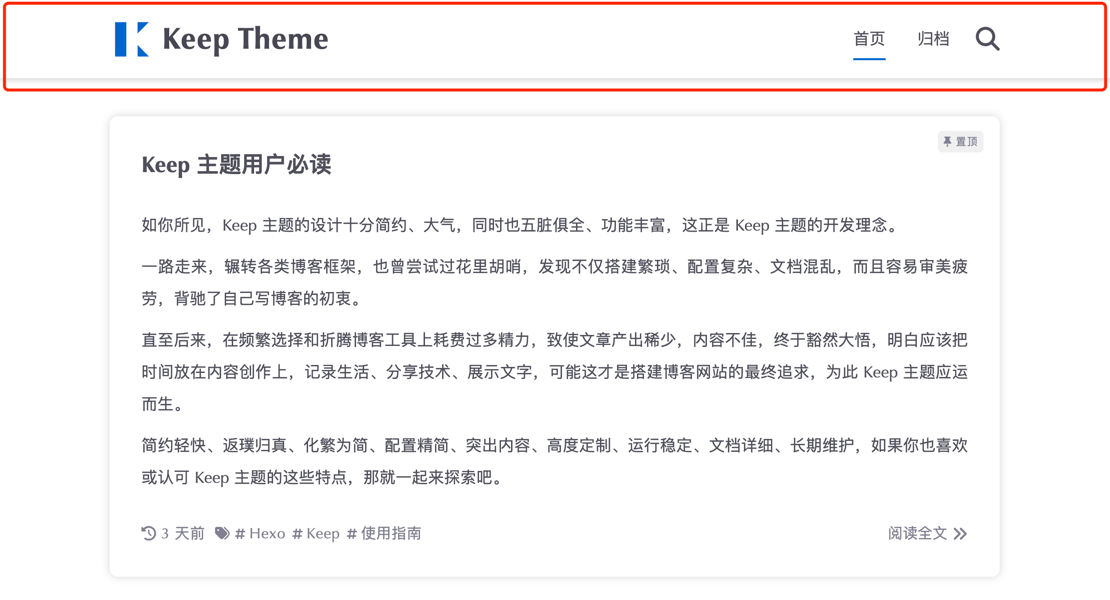 Keep Theme
首页 归档
置顶
Keep 主题用户必读
如你所见，Keep 主题的设计十分简约、大气，同时也五脏俱全、功能丰富，这正是 Keep 主题的开发理念。
一路走来，辗转各类博客框架，也曾尝试过花里胡哨，发现不仅搭建繁琐、配置复杂、文档混乱，而且容易审美疲
劳，背驰了自己写博客的初衷。
直至后来，在频繁选择和折腾博客工具上耗费过多精力，致使文章产出稀少，内容不佳，终于豁然大悟，明白应该把
时间放在内容创作上，记录生活、分享技术、展示文字，可能这才是搭建博客网站的最终追求，为此 Keep 主题应运
而生。
简约轻快、返璞归真、化繁为简、配置精简、突出内容、高度定制、运行稳定、文档详细、长期维护，如果你也喜欢
或认可 Keep 主题的这些特点，那就一起来探索吧。
3 天前 # Hexo # Keep # 使用指南 阅读全文